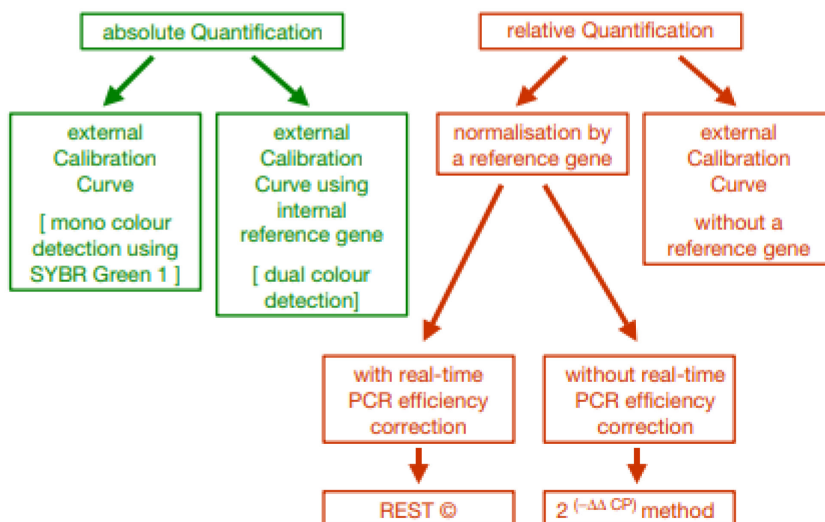 absolute Quantification
relative Quantification
external
Calibration
Curve
[ mono colour
detection using
SYBR Green 1 ]
external
Calibration
Curve using
internal
reference gene
[ dual colour
detection]
normalisation by
a reference gene
external
Calibration
Curve
without a
reference gene
with real-time
PCR efficiency
correction
without real-time
PCR efficiency
correction
REST ©
2 (–ΔΔ CP) method